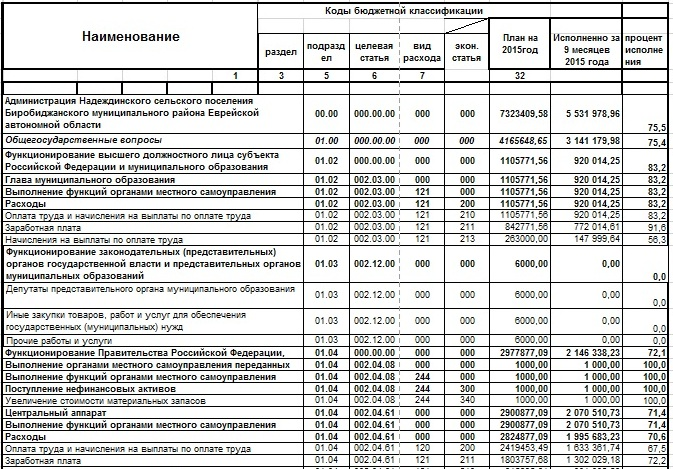 Наименование
Коды бюджетной классификации
раздел
подразд
ел
целевая
статья
вид
расхода
экон.
статья
План на
2015год
Исполненно за
9 месяцев
2015 года
процент
исполне
ния
1 3 5 6 7 32
Администрация Надеждинского сельского поселения
Биробиджанского муниципального района Еврейской
автономной области
00.00 000.00.00 000 000 7323409,58 5 531 978,96 75,5
Общегосударственные вопросы 01.00 000.00.00 000 000 4165648,65 3 141 179,98 75,4
Функционирование высшего должностного лица субъекта
Российской Федерации и муниципального образования
01.02 000.00.00 000 000 1105771,56 920 014,25 83,2
Глава муниципального образования 01.02 002.03.00 000 000 1105771,56 920 014,25 83,2
Выполнение функций органами местного самоуправления 01.02 002.03.00 121 000 1105771,56 920 014,25 83,2
Расходы 01.02 002.03.00 121 200 1105771,56 920 014,25 83,2
Оплата труда и начисления на выплаты по оплате труда 01.02 002.03.00 121 210 1105771,56 920 014,25 83,2
Заработная плата 01.02 002.03.00 121 211 842771,56 772 014,61 91,6
Начисления на выплаты по оплате труда 01.02 002.03.00 121 213 263000,00 147 999,64 56,3
Функционирование законодательных (представительных)
органов государственной власти и представительных органов
муниципальных образований
01.03 002.12.00 000 000 6000,00 0,00 0,0
Депутаты представительного органа муниципального образования
01.03 002.12.00 000 000 6000,00 0,00 0,0
Иные закупки товаров, работ и услуг для обеспечения
государственных (муниципальных) нужд
01.03 002.12.00 000 000 6000,00 0,00 0,0
Прочие работы и услуги 01.03 002.12.00 000 000 6000,00 0,00 0,0
Функционирование Правительства Российской Федерации, 01.04 000.00.00 000 000 2977877,09 2 146 338,23 72,1
Выполнение органами местного самоуправления переданных 01.04 002.04.08 000 000 1000,00 1 000,00 100,0
Выполнение функций органами местного самоуправления 01.04 002.04.08 244 000 1000,00 1 000,00 100,0
Поступление нефинансовых активов 01.04 002.04.08 244 300 1000,00 1 000,00 100,0
Увеличение стоимости материальных запасов 01.04 002.04.08 244 340 1000,00 1 000,00 100,0
Центральный аппарат 01.04 002.04.61 000 000 2900877,09 2 070 510,73 71,4
Выполнение функций органами местного самоуправления 01.04 002.04.61 000 000 2900877,09 2 070 510,73 71,4
Расходы 01.04 002.04.61 000 000 2824877,09 1 995 683,23 70,6
Оплата труда и начисления на выплаты по оплате труда 01.04 002.04.61 120 200 2419453,49 1 633 361,74 67,5
Заработная плата 01.04 002.04.61 121 211 1803757,68 1 302 029,18 72,2